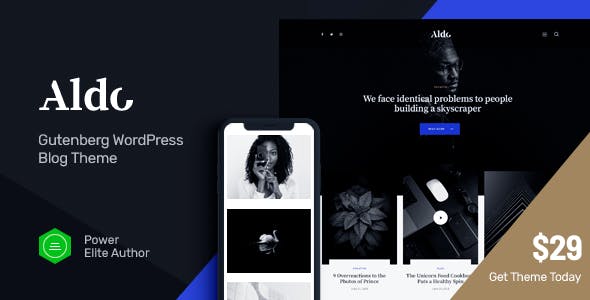 Aldo
Gutenberg WordPress
Blog Theme
Power
Elite Author
Aldo
We face identical problems to people
building a skyscraper
9 Overreactions to the
Photos of Prince
The Unicorn Food Cookbook
Puts a Healthy Spin
$29
Get Theme Today